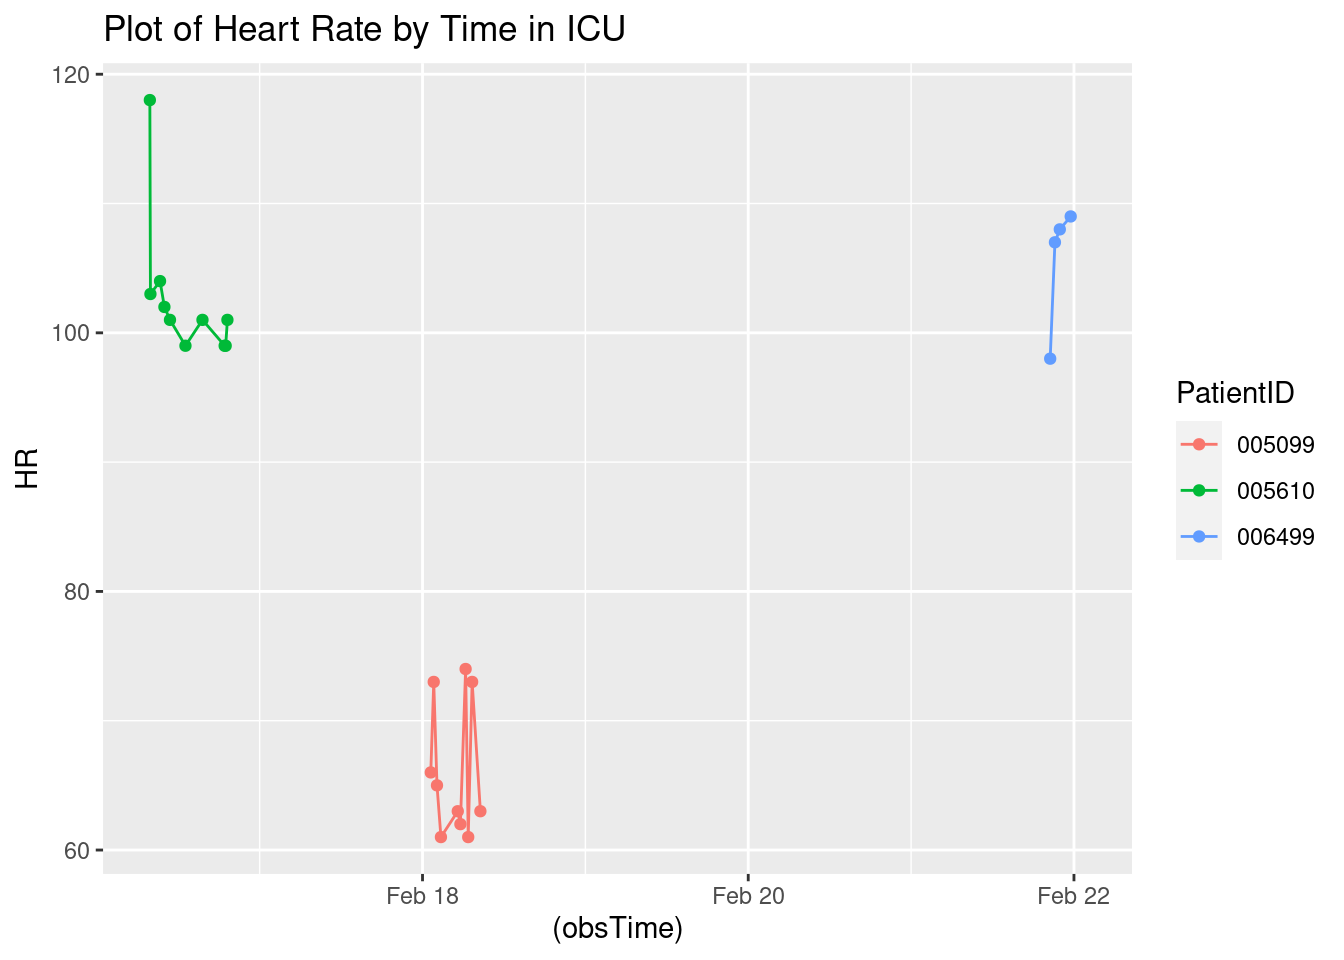 Plot of Heart Rate by Time in ICU
120
100
80
60
HR
Feb 18
Feb 20
Feb 22
(obsTime)
PatientID
005099
005610
006499